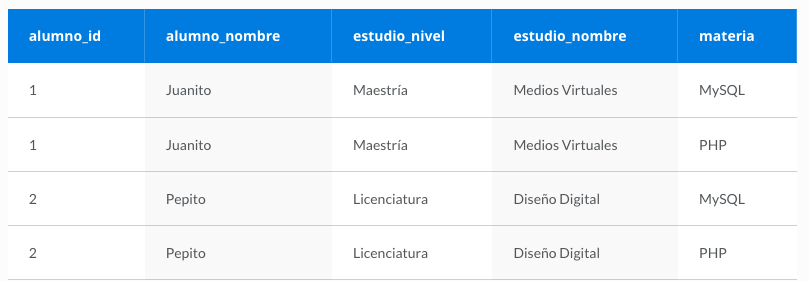 alumno_id alumno_nombre estudio_nivel estudio_nombre materia
1 Juanito Maestría Medios Virtuales MySQL
1 Juanito Maestría Medios Virtuales PHP
2 Pepito Licenciatura Diseño Digital MySQL
2 Pepito Licenciatura Diseño Digital PHP